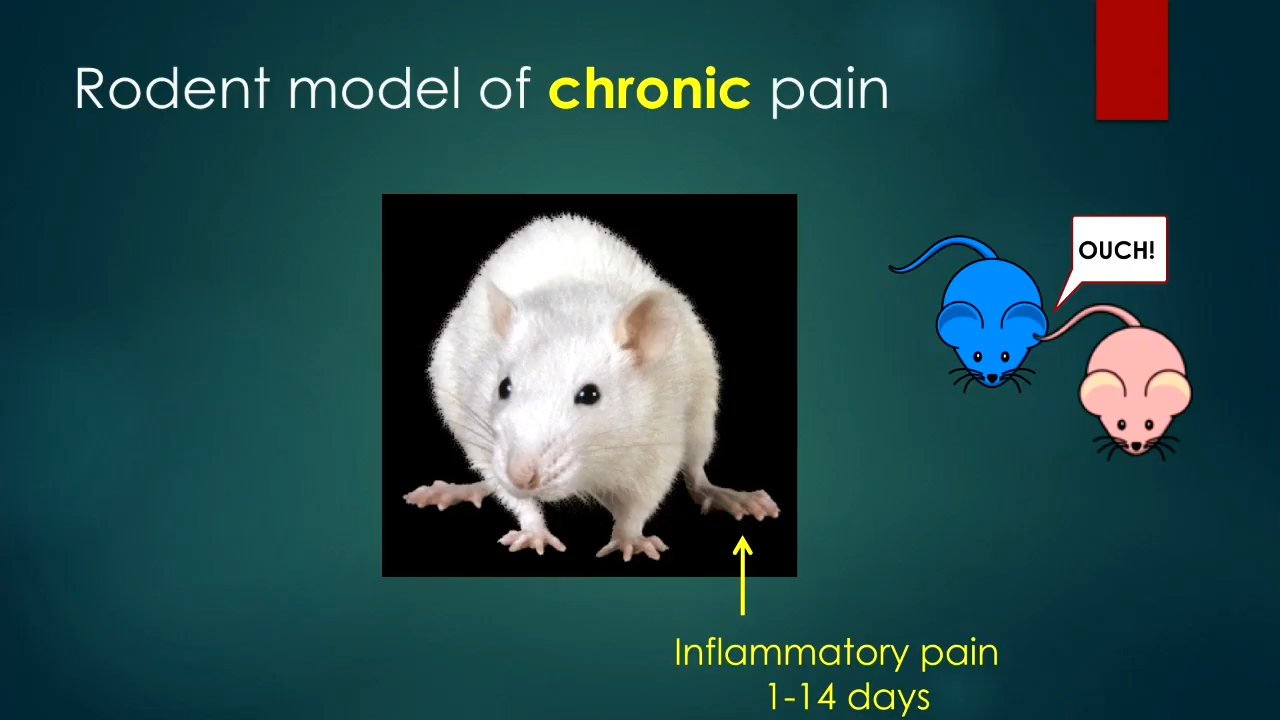 Rodent model of chronic pain
OUCH!
Inflammatory pain
1-14 days